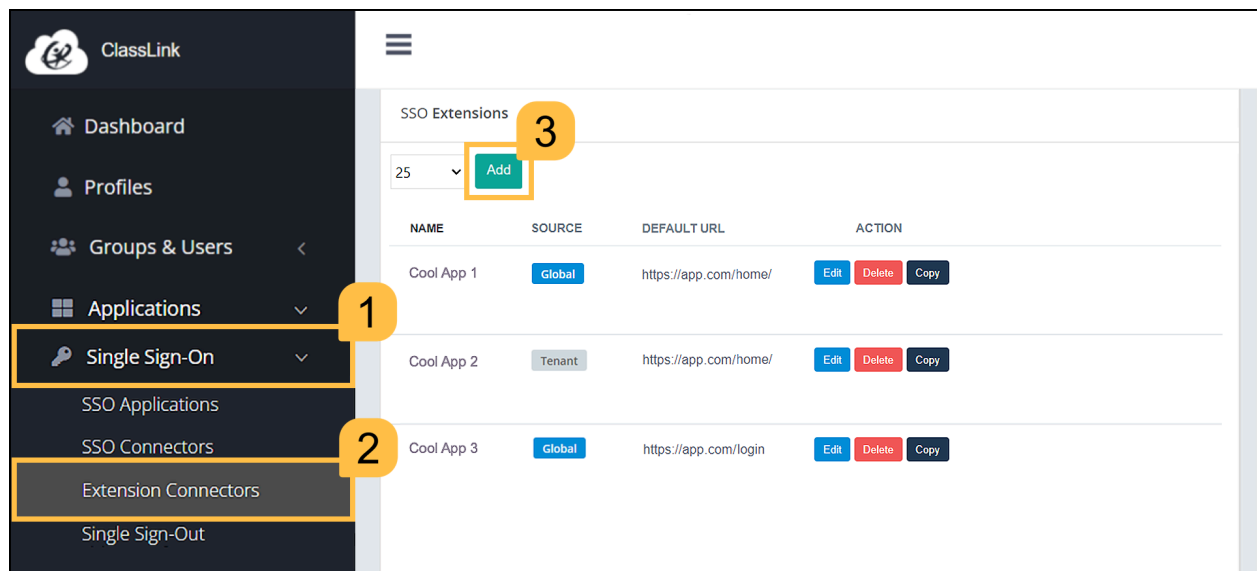 ClassLink
Dashboard
Profiles
Groups & Users
Applications
1
Single Sign-On
SSO Applications
SSO Connectors
2
Extension Connectors
Single Sign-Out
SSO Extensions
3
25 Add
NAME SOURCE DEFAULT URL ACTION
Cool App 1 Global https://app.com/home/ Edit Delete Copy
Cool App 2 Tenant https://app.com/home/ Edit Delete Copy
Cool App 3 Global https://app.com/login Edit Delete Copy